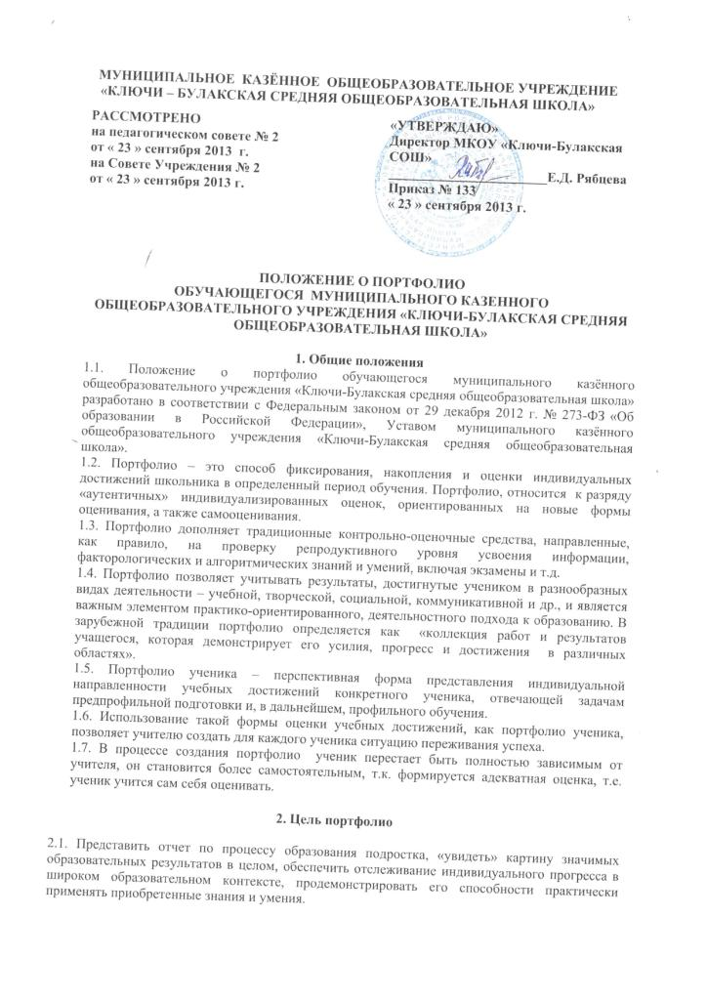 МУНИЦИПАЛЬНОЕ КАЗЁННОЕ ОБЩЕОБРАЗОВАТЕЛЬНОЕ УЧРЕЖДЕНИЕ
«КЛЮЧИ – БУЛАКСКАЯ СРЕДНЯЯ ОБЩЕОБРАЗОВАТЕЛЬНАЯ ШКОЛА»
РАССМОТРЕНО
на педагогическом совете № 2
от « 23 » сентября 2013 г.
на Совете Учреждения № 2
от « 23 » сентября 2013 г.
«УТВЕРЖДАЮ»
Директор МКОУ «Ключи-Булакская
СОШ»
Е.Д. Рябцева
Приказ № 133
« 23 » сентября 2013 г.
ПОЛОЖЕНИЕ О ПОРТФОЛИО
ОБУЧАЮЩЕГОСЯ МУНИЦИПАЛЬНОГО КАЗЕННОГО
ОБЩЕОБРАЗОВАТЕЛЬНОГО УЧРЕЖДЕНИЯ «КЛЮЧИ-БУЛАКСКАЯ СРЕДНЯЯ
ОБЩЕОБРАЗОВАТЕЛЬНАЯ ШКОЛА»
1. Общие положения
1.1. Положение о портфолио обучающегося муниципального казённого
общеобразовательного учреждения «Ключи-Булакская средняя общеобразовательная школа»
разработано в соответствии с Федеральным законом от 29 декабря 2012 г. № 273-ФЗ «Об
образовании в Российской Федерации», Уставом муниципального казённого
общеобразовательного учреждения «Ключи-Булакская средняя общеобразовательная
школа».
1.2. Портфолио – это способ фиксирования, накопления и оценки индивидуальных
достижений школьника в определенный период обучения. Портфолио, относится к разряду
«аутентичных» индивидуализированных оценок, ориентированных на новые формы
оценивания, а также самооценивания.
1.3. Портфолио дополняет традиционные контрольно-оценочные средства, направленные,
как правило, на проверку репродуктивного уровня усвоения информации,
факторологических и алгоритмических знаний и умений, включая экзамены и т.д.
1.4. Портфолио позволяет учитывать результаты, достигнутые учеником в разнообразных
видах деятельности – учебной, творческой, социальной, коммуникативной и др., и является
важным элементом практико-ориентированного, деятельностного подхода к образованию. В
зарубежной традиции портфолио определяется как «коллекция работ и результатов
учащегося, которая демонстрирует его усилия, прогресс и достижения в различных
областях».
1.5. Портфолио ученика – перспективная форма представления индивидуальной
направленности учебных достижений конкретного ученика, отвечающей задачам
предпрофильной подготовки и, в дальнейшем, профильного обучения.
1.6. Использование такой формы оценки учебных достижений, как портфолио ученика,
позволяет учителю создать для каждого ученика ситуацию переживания успеха.
1.7. В процессе создания портфолио ученик перестает быть полностью зависимым от
учителя, он становится более самостоятельным, т.к. формируется адекватная оценка, т.е.
ученик учится сам себя оценивать.
2. Цель портфолио
2.1. Представить отчет по процессу образования подростка, «увидеть» картину значимых
образовательных результатов в целом, обеспечить отслеживание индивидуального прогресса в
широком образовательном контексте, продемонстрировать его способности практически
применять приобретенные знания и умения.